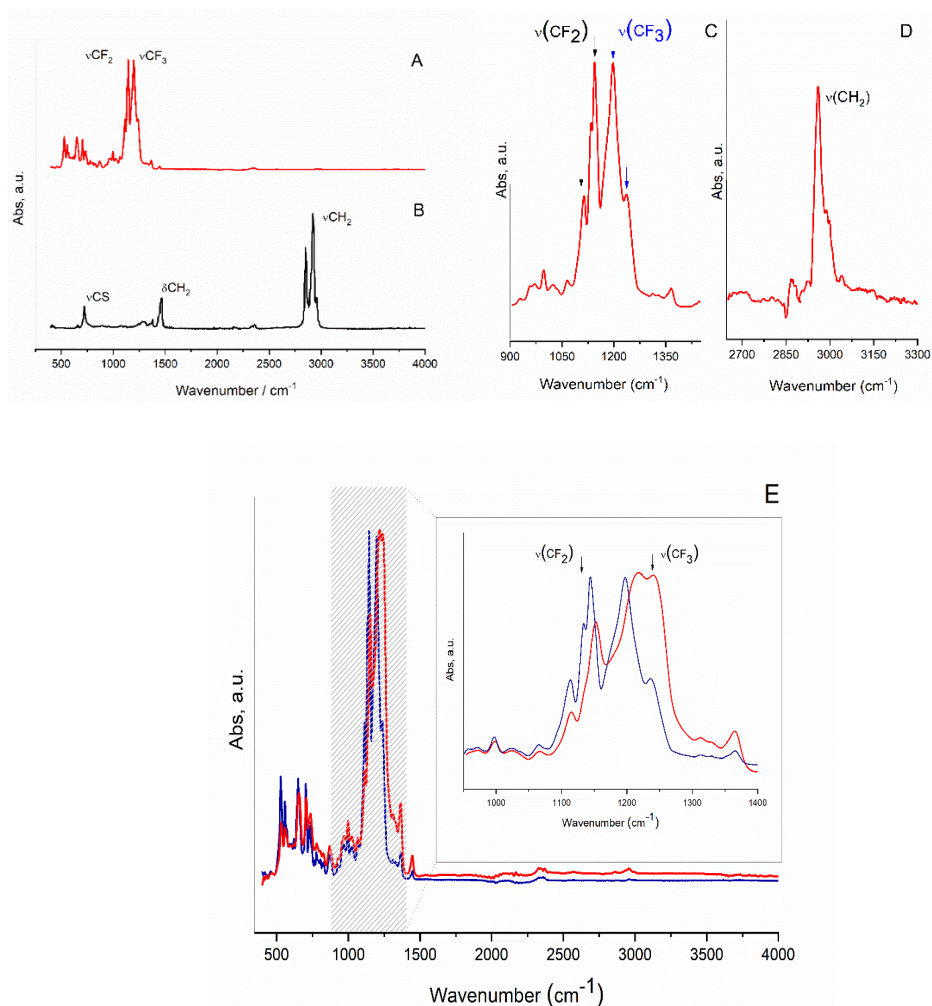 νCF2 νCF3
A
B
νCH2
νCS
δCH2
Abs, a.u.
500 1000 1500 2000 2500 3000 3500 4000
Wavenumber / cm-1
ν(CF2) ν(CF3) C
Abs, a.u.
900 1050 1200 1350
Wavenumber (cm-1)
D
ν(CH2)
2700 2850 3000 3150 3300
Wavenumber (cm-1)
E
ν(CF2) ν(CF3)
Abs, a.u.
1000 1100 1200 1300 1400
Wavenumber (cm-1)
Abs, a.u.
500 1000 1500 2000 2500 3000 3500 4000
Wavenumber (cm-1)